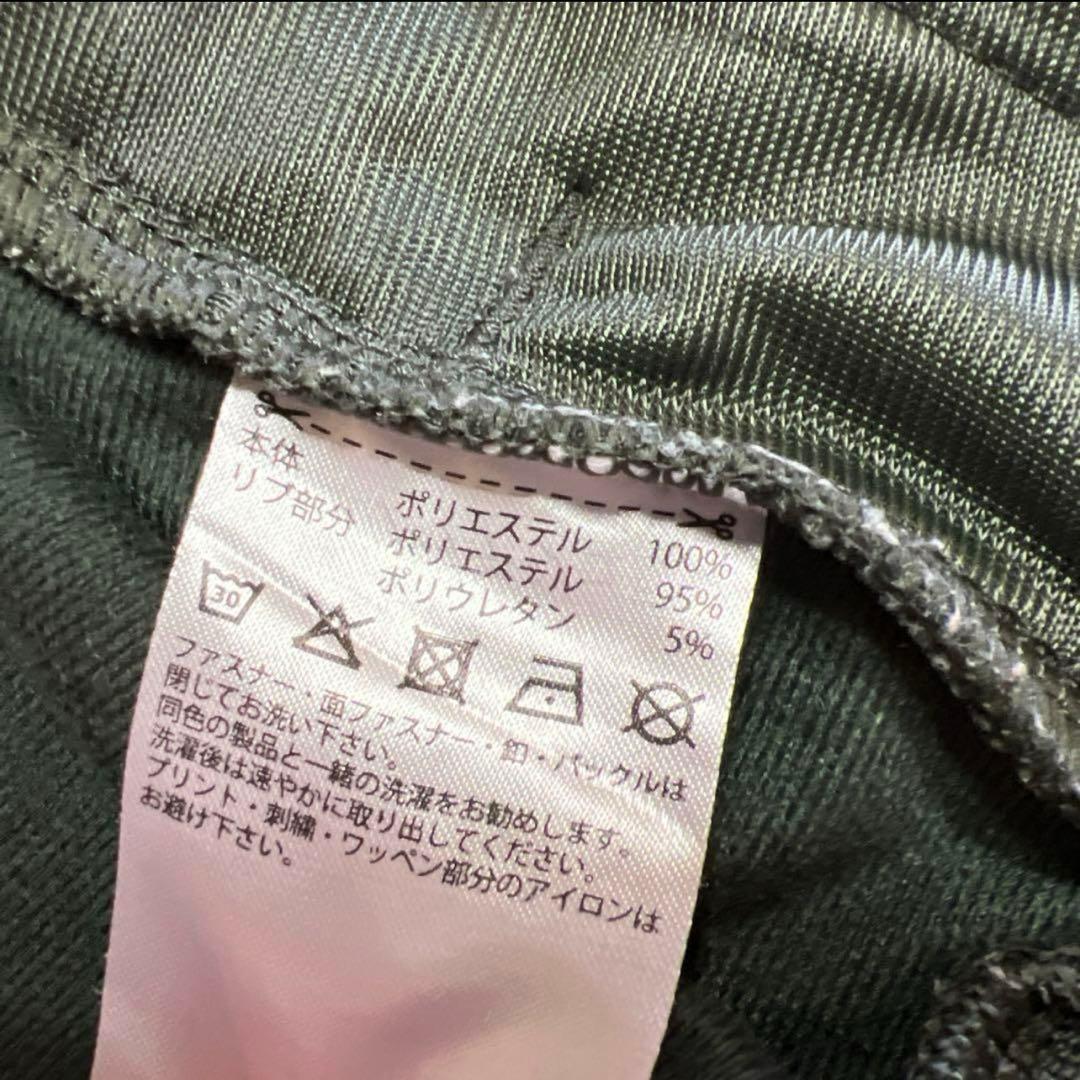 本体 ポリエステル 100%
リブ部分 ポリエステル 95%
ポリウレタン 5%
30
ファスナー・面ファスナー・釦・バックルは
閉じてお洗い下さい。
同色の製品と一緒の洗濯をお勧めします。
洗濯後は速やかに取り出してください。
プリント・刺繍・ワッペン部分のアイロンは
お避け下さい。